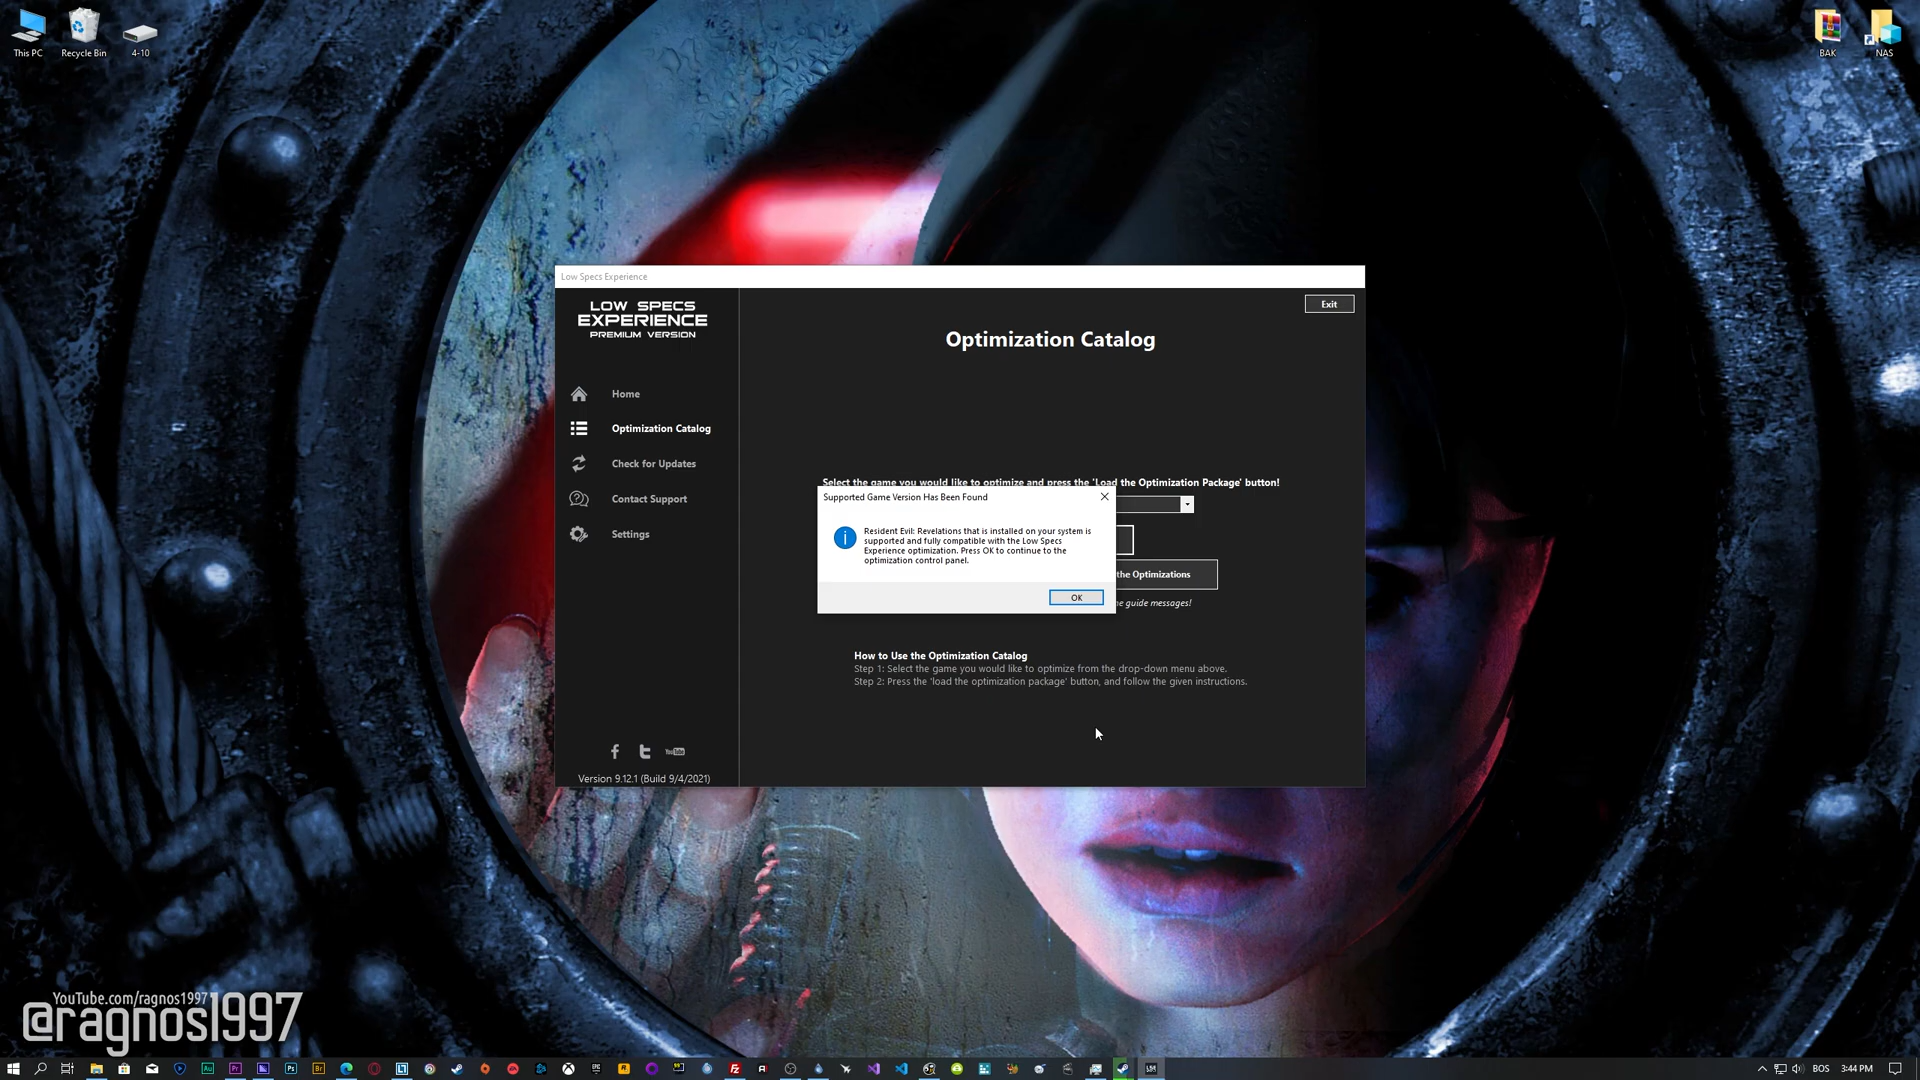 This PC
Recycle Bin
4-10
BAK
NAS
Low Specs Experience
LOW SPECS
EXPERIENCE
PREMIUM VERSION
Exit
Optimization Catalog
Home
Optimization Catalog
Check for Updates
Contact Support
Settings
Select the game you would like to optimize and press the 'Load the Optimization Package' button!
Supported Game Version Has Been Found
Resident Evil: Revelations that is installed on your system is
supported and fully compatible with the Low Specs
Experience optimization. Press OK to continue to the
optimization control panel.
OK
the Optimizations
guide messages!
How to Use the Optimization Catalog
Step 1: Select the game you would like to optimize from the drop-down menu above.
Step 2: Press the 'load the optimization package' button, and follow the given instructions.
YouTube
Version 9.12.1 (Build 9/4/2021)
YouTube.com/ragnos1997
@ragnos1997
Au
Pr
Ps
Br
BOS
3:44 PM